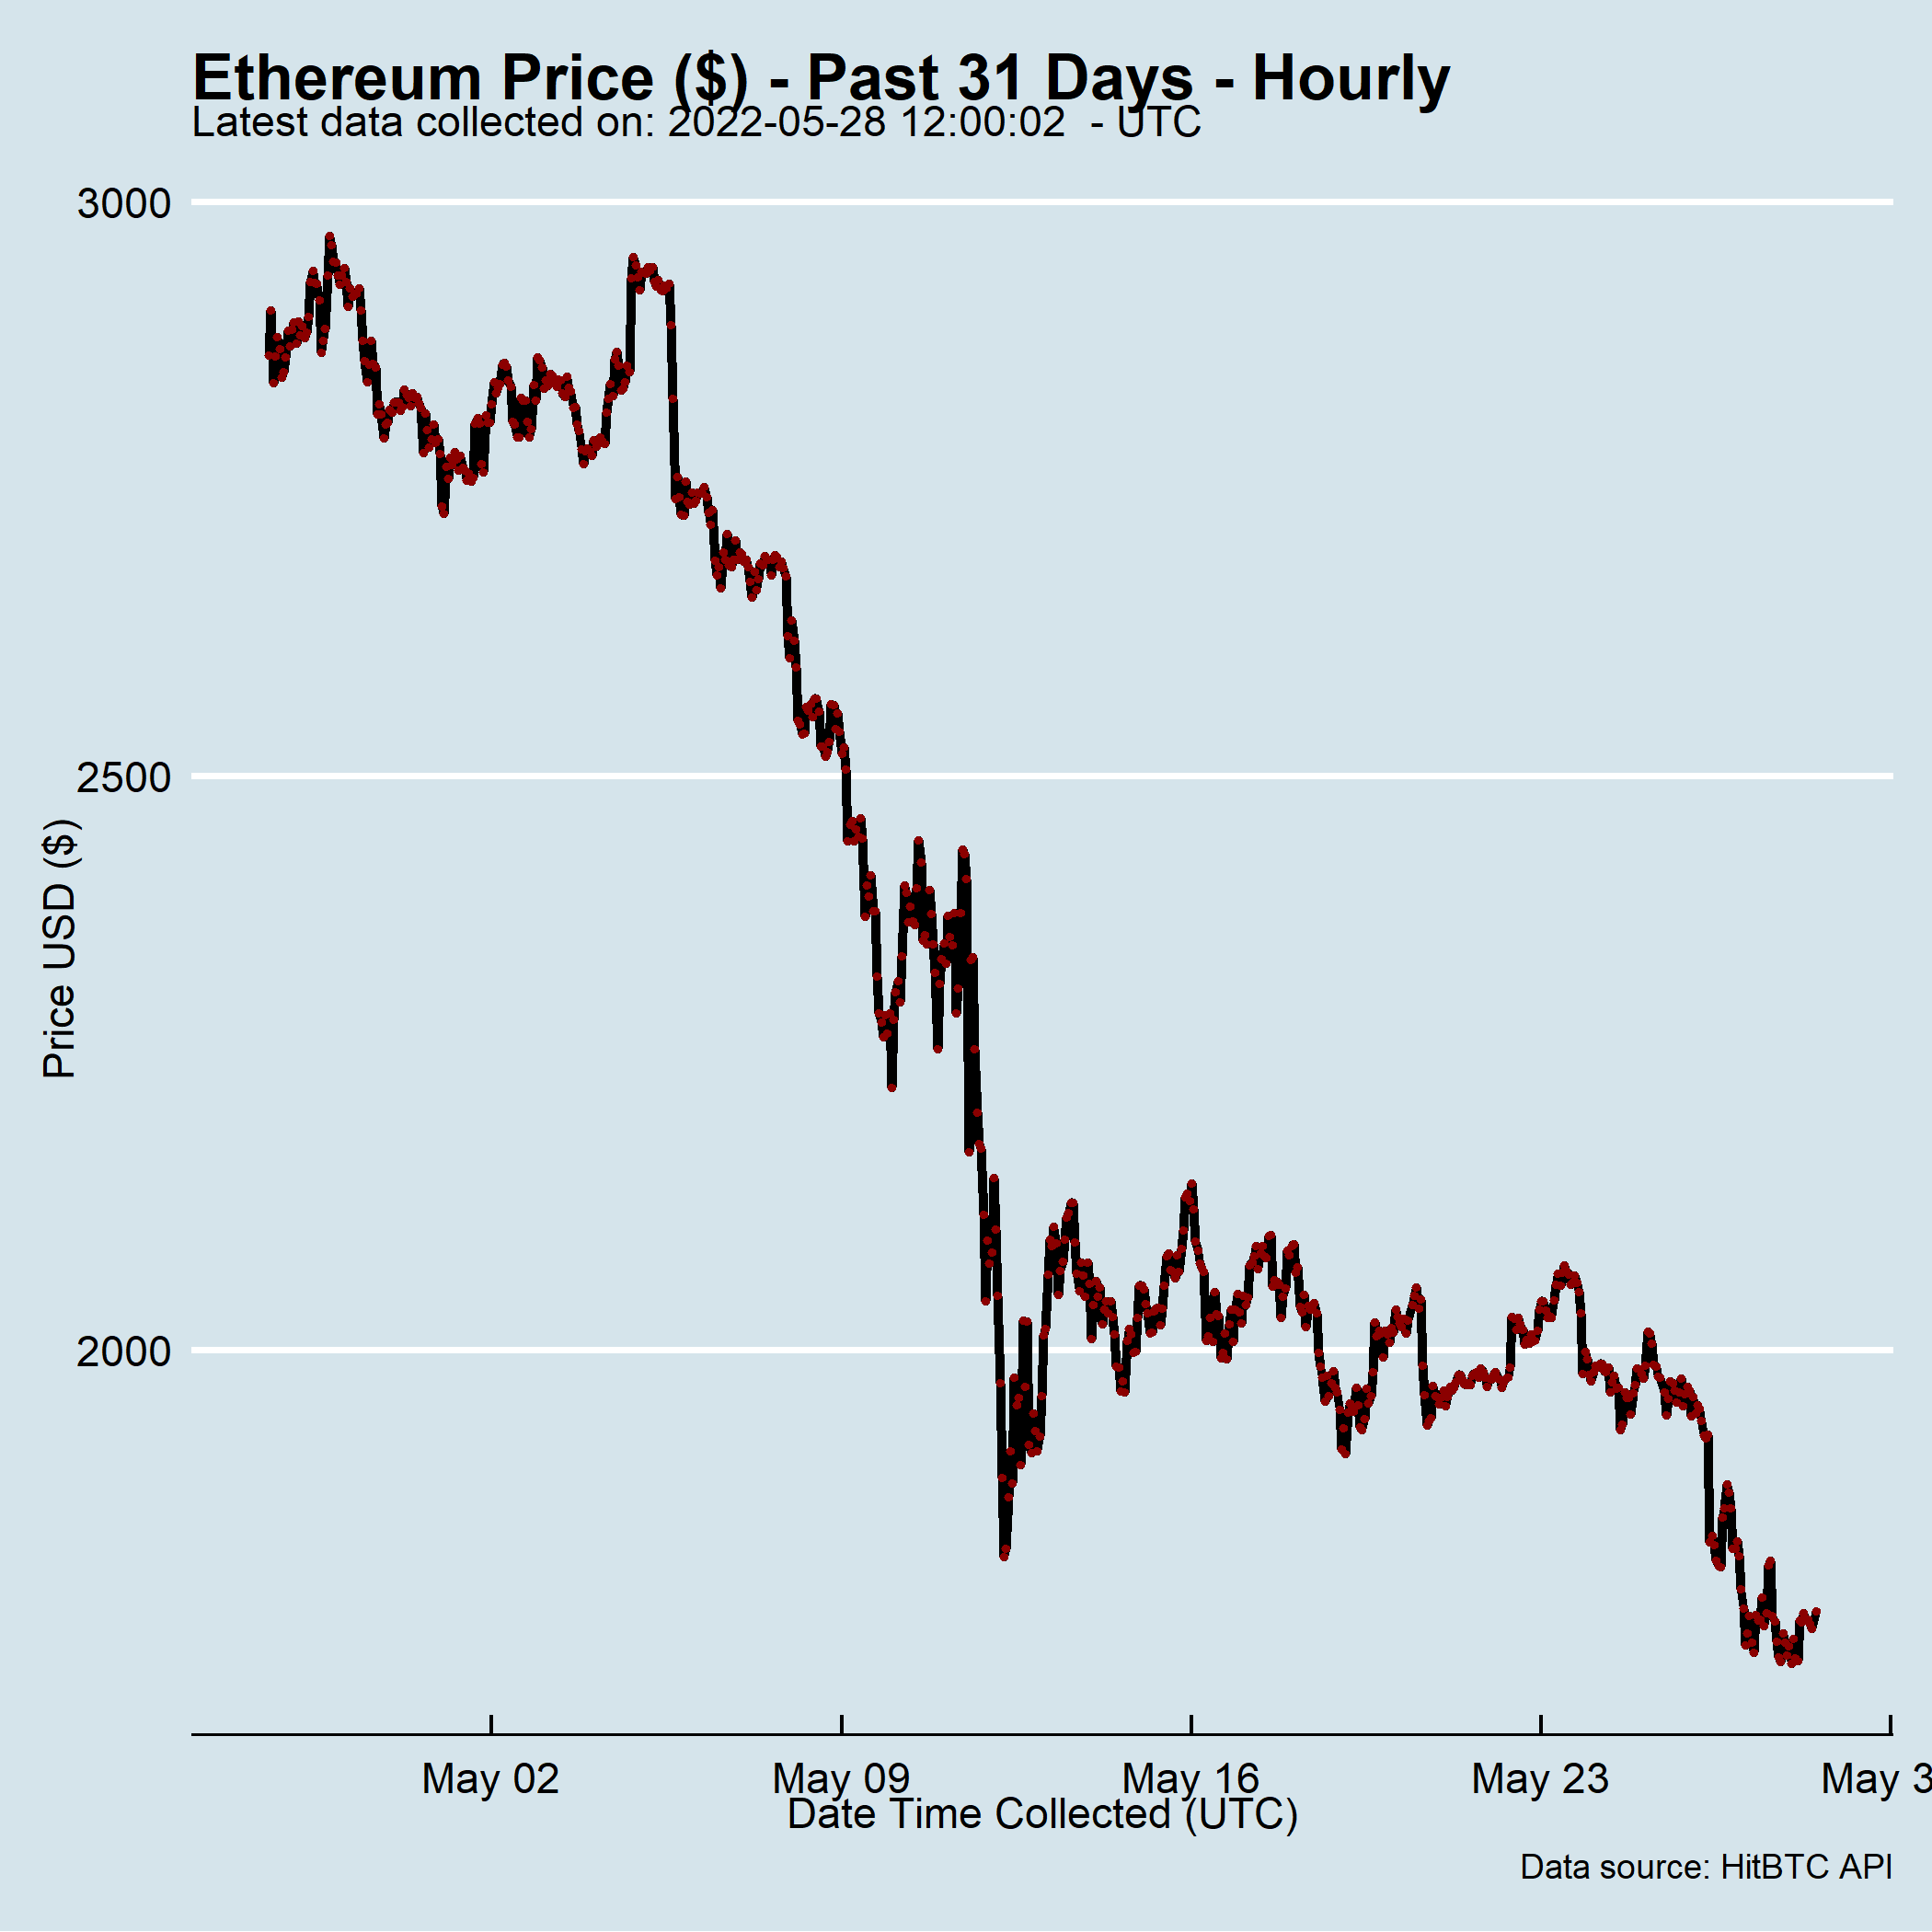 Ethereum Price ($) - Past 31 Days - Hourly
Latest data collected on: 2022-05-28 12:00:02  - UTC
3000
2500
2000
Price USD ($)
May 02
May 09
May 16
May 23
May 3
Date Time Collected (UTC)
Data source: HitBTC API